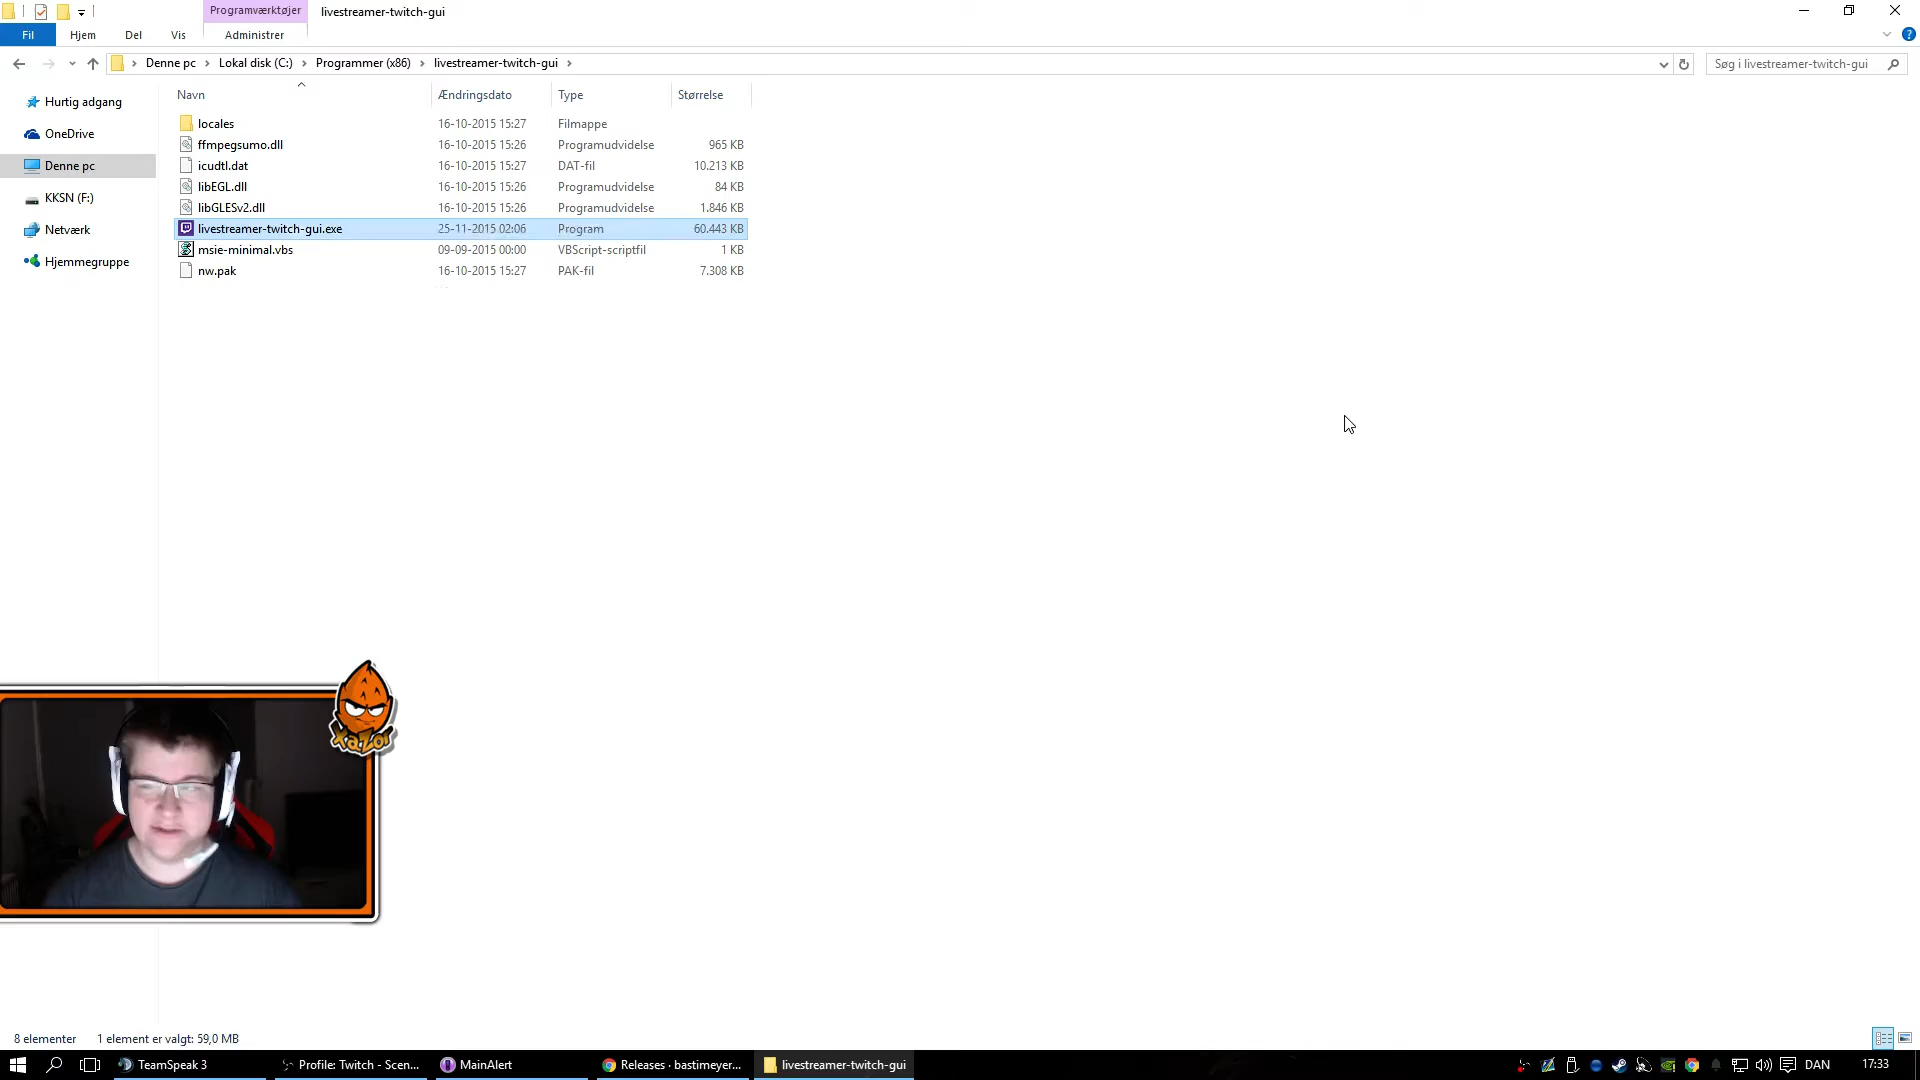 Programværktøjer
livestreamer-twitch-gui
Fil
Hjem
Del
Vis
Administrer
Denne pc
Lokal disk (C:)
Programmer (x86)
livestreamer-twitch-gui
Søg i livestreamer-twitch-gui
Hurtig adgang
OneDrive
Denne pc
KKSN (F:)
Netværk
Hjemmegruppe
Navn Ændringsdato Type Størrelse
locales 16-10-2015 15:27 Filmappe
ffmpegsumo.dll 16-10-2015 15:26 Programudvidelse 965 KB
icudtl.dat 16-10-2015 15:27 DAT-fil 10.213 KB
libEGL.dll 16-10-2015 15:26 Programudvidelse 84 KB
libGLESv2.dll 16-10-2015 15:26 Programudvidelse 1.846 KB
livestreamer-twitch-gui.exe 25-11-2015 02:06 Program 60.443 KB
msie-minimal.vbs 09-09-2015 00:00 VBScript-scriptfil 1 KB
nw.pak 16-10-2015 15:27 PAK-fil 7.308 KB
XaZor
8 elementer 1 element er valgt: 59,0 MB
TeamSpeak 3
Profile: Twitch - Scen...
MainAlert
Releases · bastimeyer...
livestreamer-twitch-gui
DAN
17:33